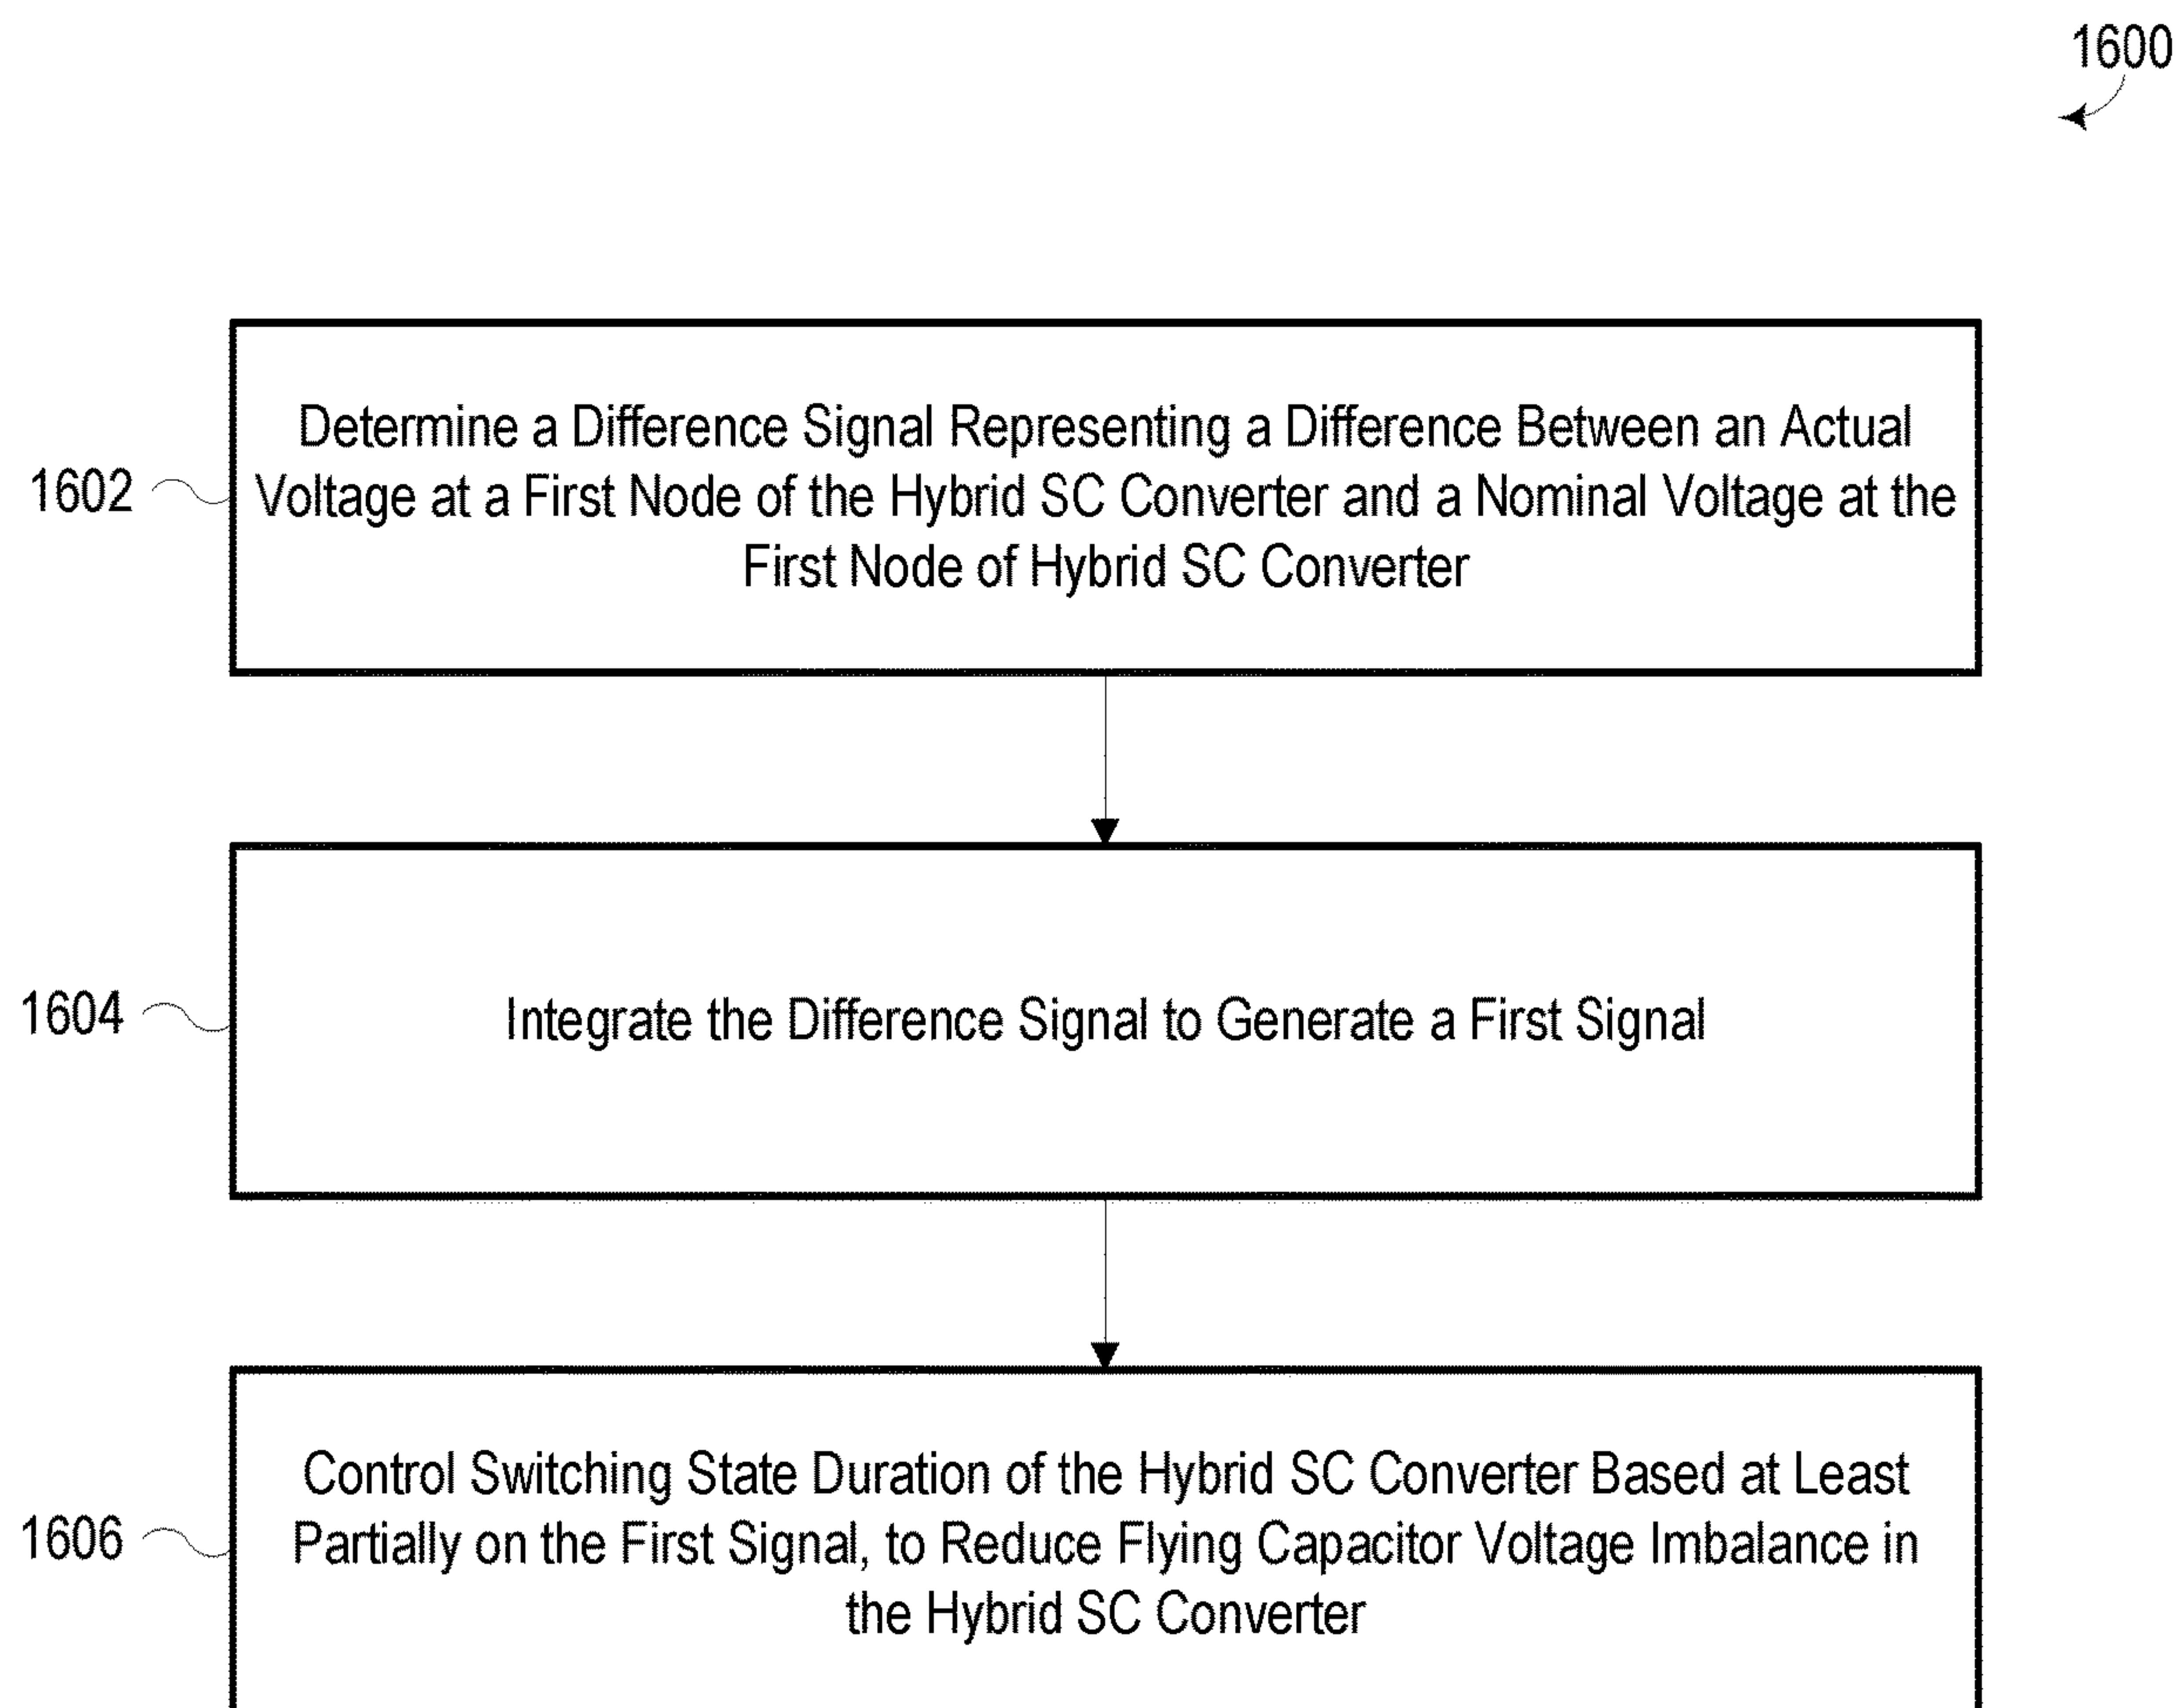 1600
Determine a Difference Signal Representing a Difference Between an Actual
1602
Voltage at a First Node of the Hybrid SC Converter and a Nominal Voltage at the
First Node of Hybrid SC Converter
1604
Integrate the Difference Signal to Generate a First Signal
Control Switching State Duration of the Hybrid SC Converter Based at Least
1606
Partially on the First Signal, to Reduce Flying Capacitor Voltage Imbalance in
the Hybrid SC Converter